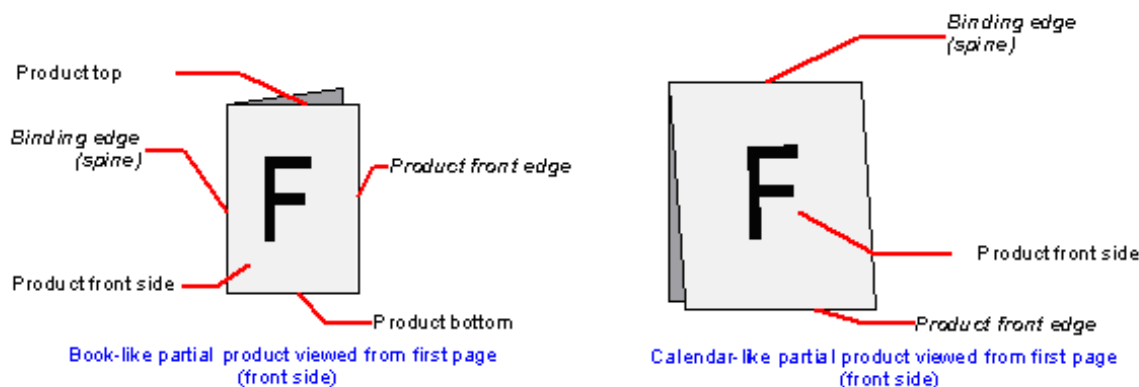 Product top
Binding edge
(spine)
F
Product front edge
Product front side
Product bottom
Book-like partial product viewed from first page
(front side)
Binding edge
(spine)
F
Product front side
Product front edge
Calendar-like partial product viewed from first page
(front side)